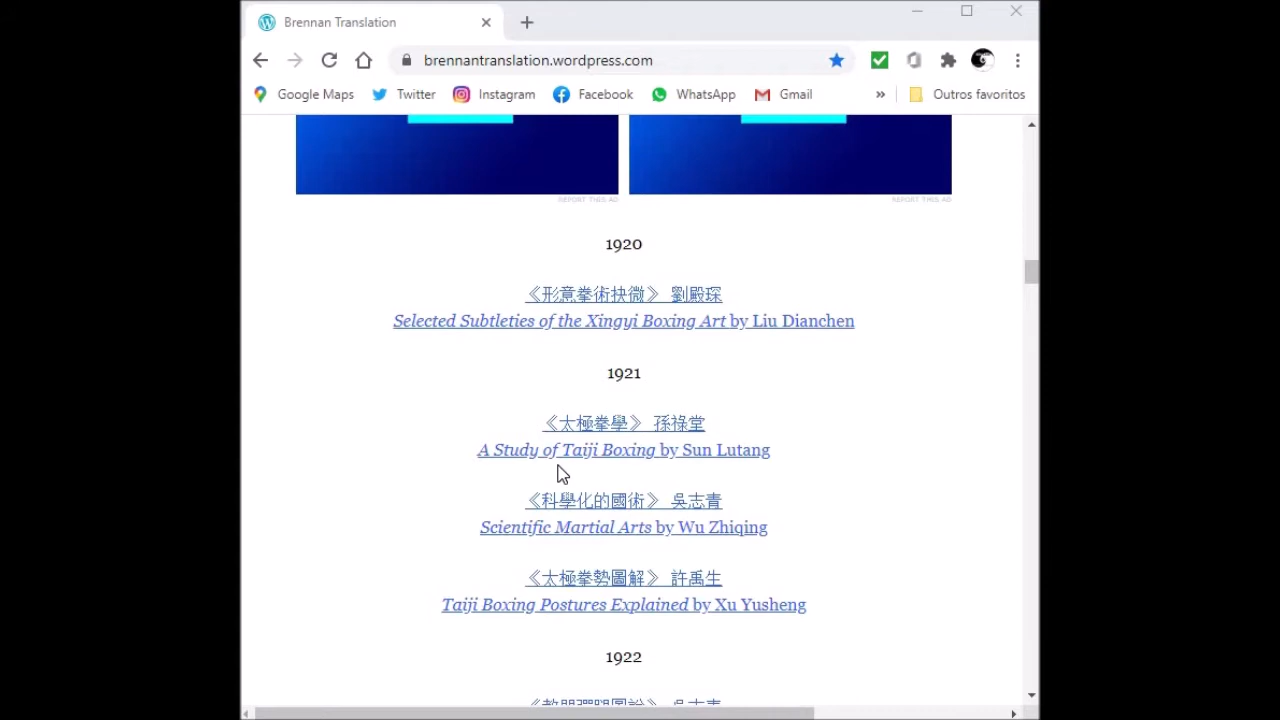 Brennan Translation
brennantranslation.wordpress.com
Google Maps Twitter Instagram Facebook WhatsApp Gmail » Outros favoritos
REPORT THIS AD REPORT THIS AD
1920
《形意拳術抉微》 劉殿琛
Selected Subtleties of the Xingyi Boxing Art by Liu Dianchen
1921
《太極拳學》 孫祿堂
A Study of Taiji Boxing by Sun Lutang
《科學化的國術》 吳志青
Scientific Martial Arts by Wu Zhiqing
《太極拳勢圖解》 許禹生
Taiji Boxing Postures Explained by Xu Yusheng
1922